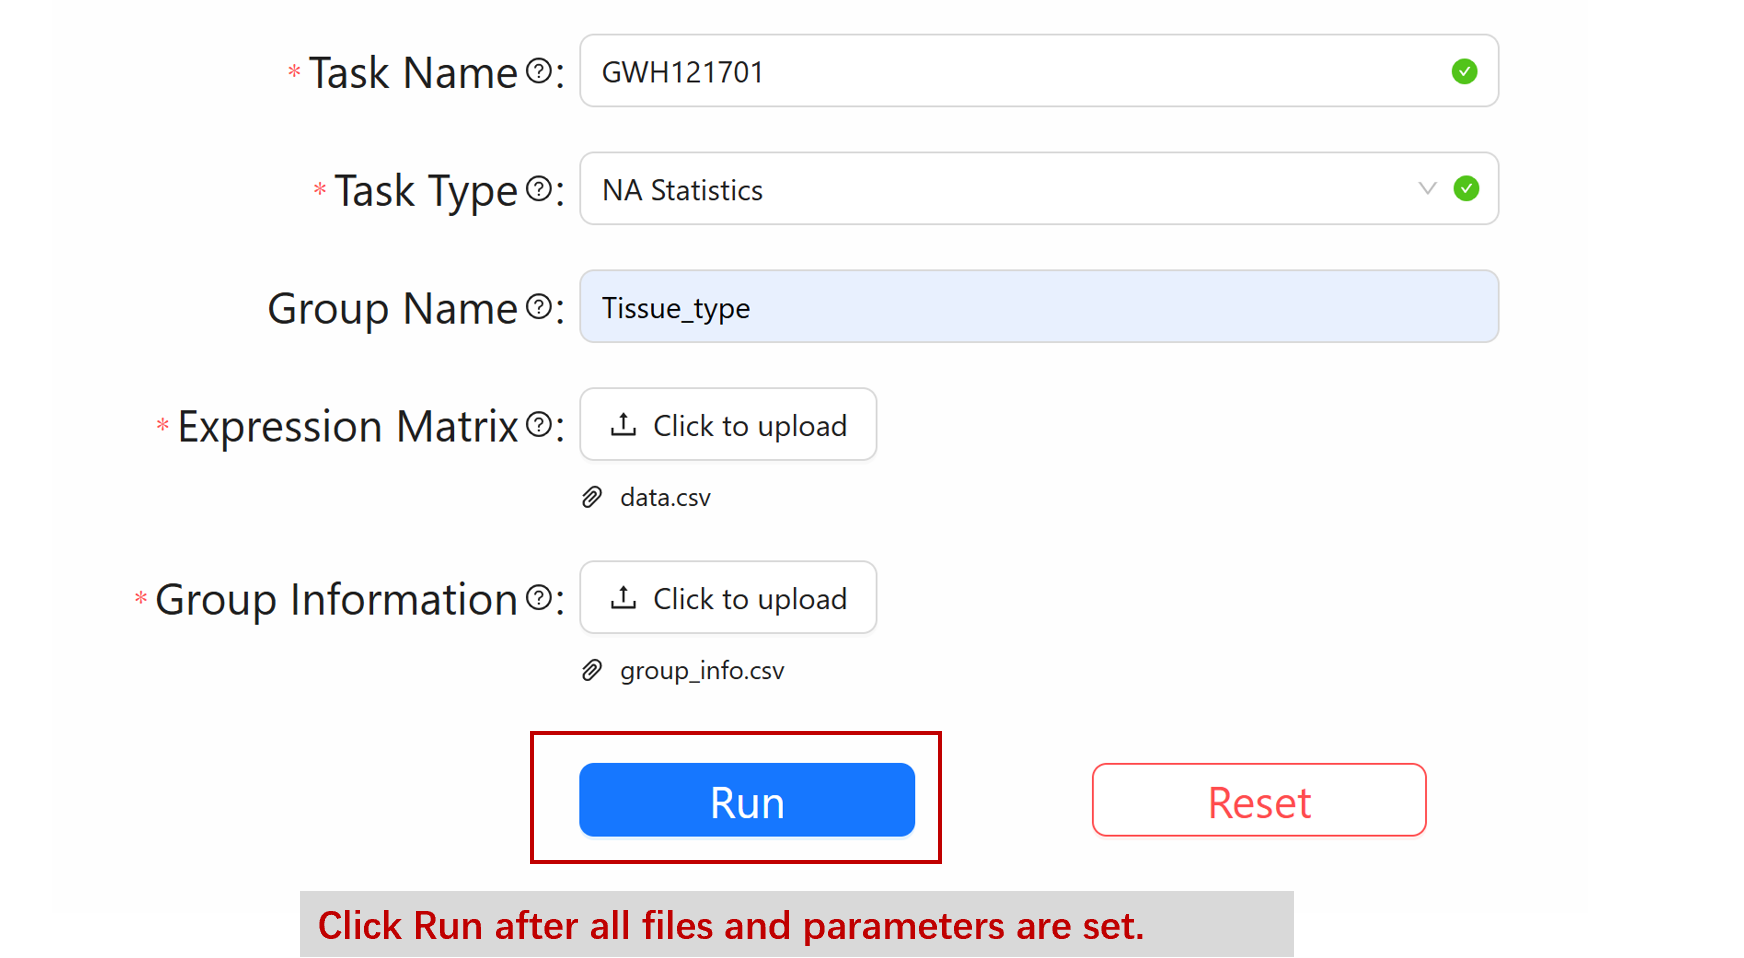 * Task Name ? : GWH121701
* Task Type ? : NA Statistics
Group Name ? : Tissue_type
* Expression Matrix ? : Click to upload
data.csv
* Group Information ? : Click to upload
group_info.csv
Run Reset
Click Run after all files and parameters are set.